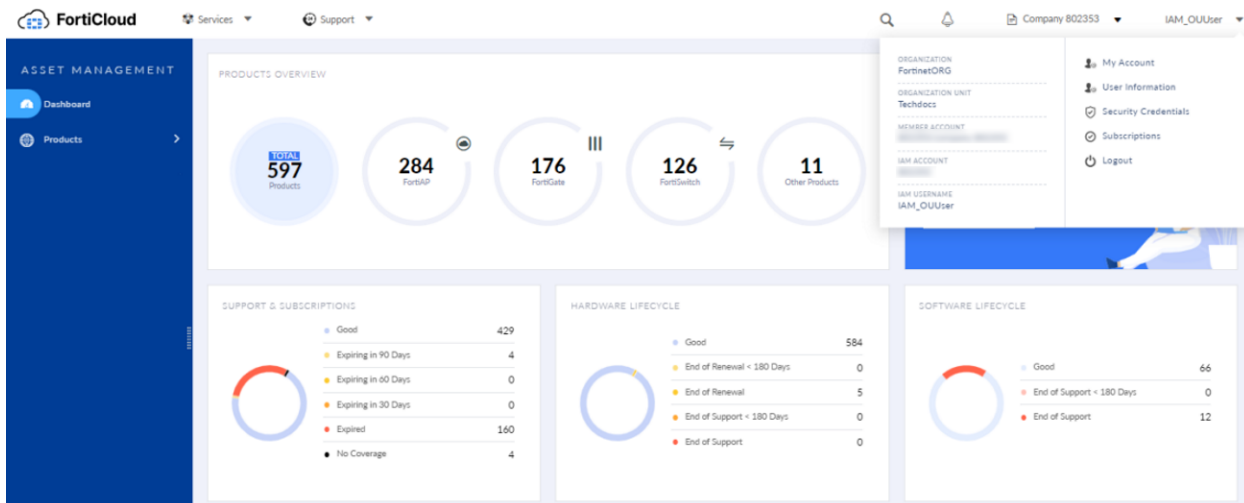 FortiCloud
Services
Support
Company 802353
IAM_OUUser
ORGANIZATION
FortinetORG
ORGANIZATION UNIT
Techdocs
MEMBER ACCOUNT
IAM ACCOUNT
IAM USERNAME
IAM_OUUser
My Account
User Information
Security Credentials
Subscriptions
Logout
ASSET MANAGEMENT
Dashboard
Products
PRODUCTS OVERVIEW
TOTAL
597
Products
284
FortiAP
176
FortiGate
126
FortiSwitch
11
Other Products
SUPPORT & SUBSCRIPTIONS
Good 429
Expiring in 90 Days 4
Expiring in 60 Days 0
Expiring in 30 Days 0
Expired 160
No Coverage 4
HARDWARE LIFECYCLE
Good 584
End of Renewal < 180 Days 0
End of Renewal 5
End of Support < 180 Days 0
End of Support 0
SOFTWARE LIFECYCLE
Good 66
End of Support < 180 Days 0
End of Support 12